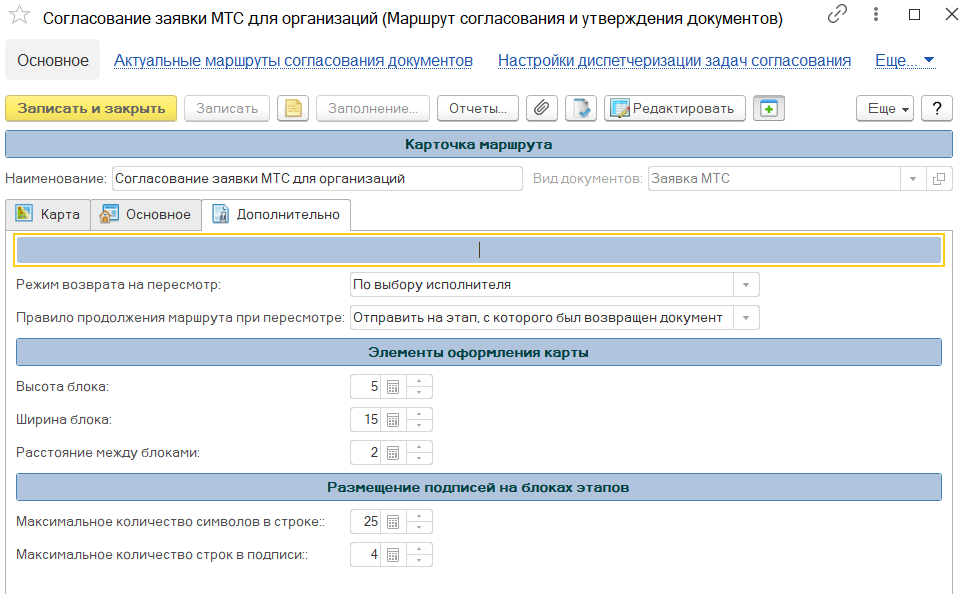 Согласование заявки МТС для организаций (Маршрут согласования и утверждения документов)
Основное Актуальные маршруты согласования документов Настройки диспетчеризации задач согласования Еще...
Записать и закрыть Записать Заполнение... Отчеты... Редактировать Еще ?
Карточка маршрута
Наименование: Согласование заявки МТС для организаций Вид документов: Заявка МТС
Карта Основное Дополнительно
Режим возврата на пересмотр: По выбору исполнителя
Правило продолжения маршрута при пересмотре: Отправить на этап, с которого был возвращен документ
Элементы оформления карты
Высота блока: 5
Ширина блока: 15
Расстояние между блоками: 2
Размещение подписей на блоках этапов
Максимальное количество символов в строке:: 25
Максимальное количество строк в подписи:: 4